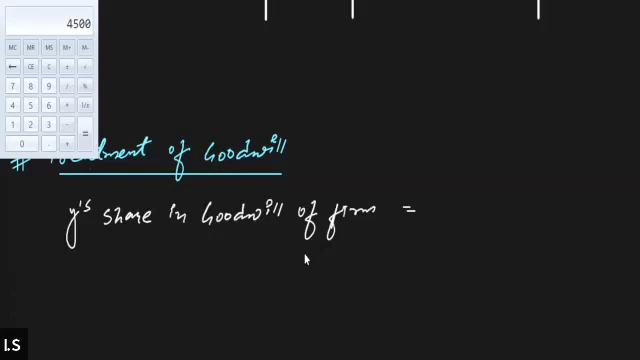 4500
MC MR MS M+ M-
← CE C ± √
7 8 9 / %
4 5 6 * 1/x
1 2 3 - =
0 . +
# Treatment of Goodwill
y's share in Goodwill of firm =
I.S